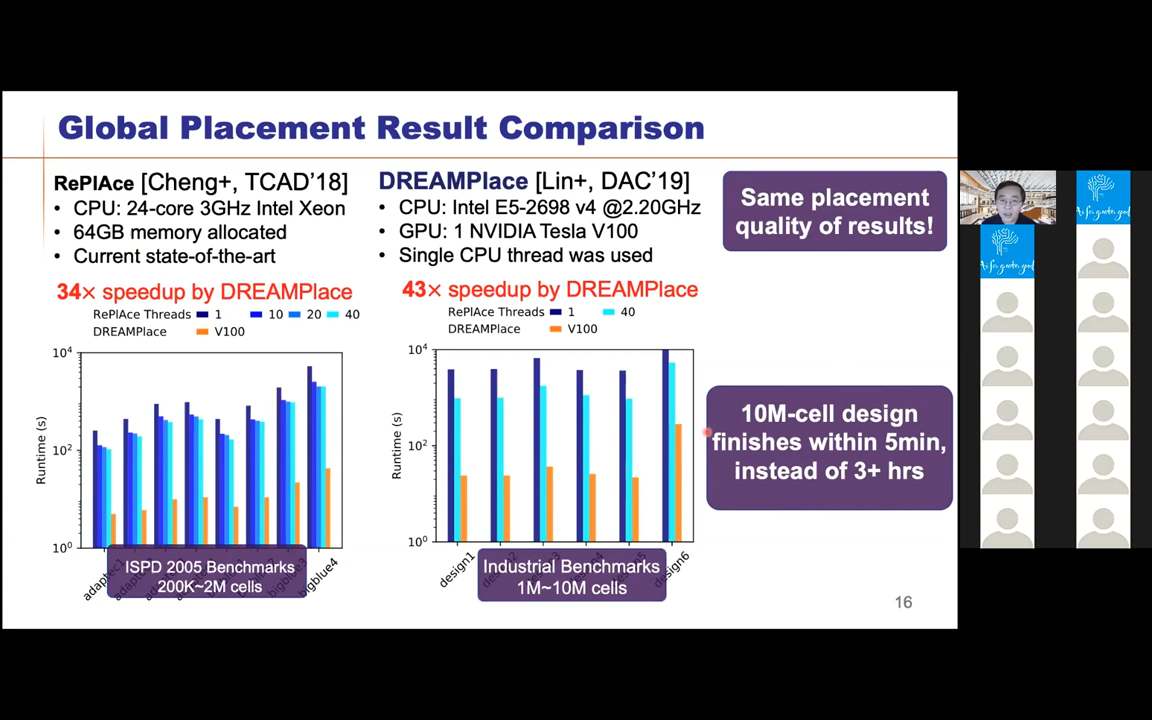 Global Placement Result Comparison
RePlAce [Cheng+, TCAD'18]
• CPU: 24-core 3GHz Intel Xeon
• 64GB memory allocated
• Current state-of-the-art
34× speedup by DREAMPlace
RePlAce Threads 1 10 20 40
DREAMPlace V100
10⁴
10²
10⁰
Runtime (s)
bigblue4
ISPD 2005 Benchmarks
200K~2M cells
DREAMPlace [Lin+, DAC'19]
• CPU: Intel E5-2698 v4 @2.20GHz
• GPU: 1 NVIDIA Tesla V100
• Single CPU thread was used
43× speedup by DREAMPlace
RePlAce Threads 1 40
DREAMPlace V100
10⁴
10²
10⁰
Runtime (s)
design1
design6
Industrial Benchmarks
1M~10M cells
Same placement
quality of results!
10M-cell design
finishes within 5min,
instead of 3+ hrs
16